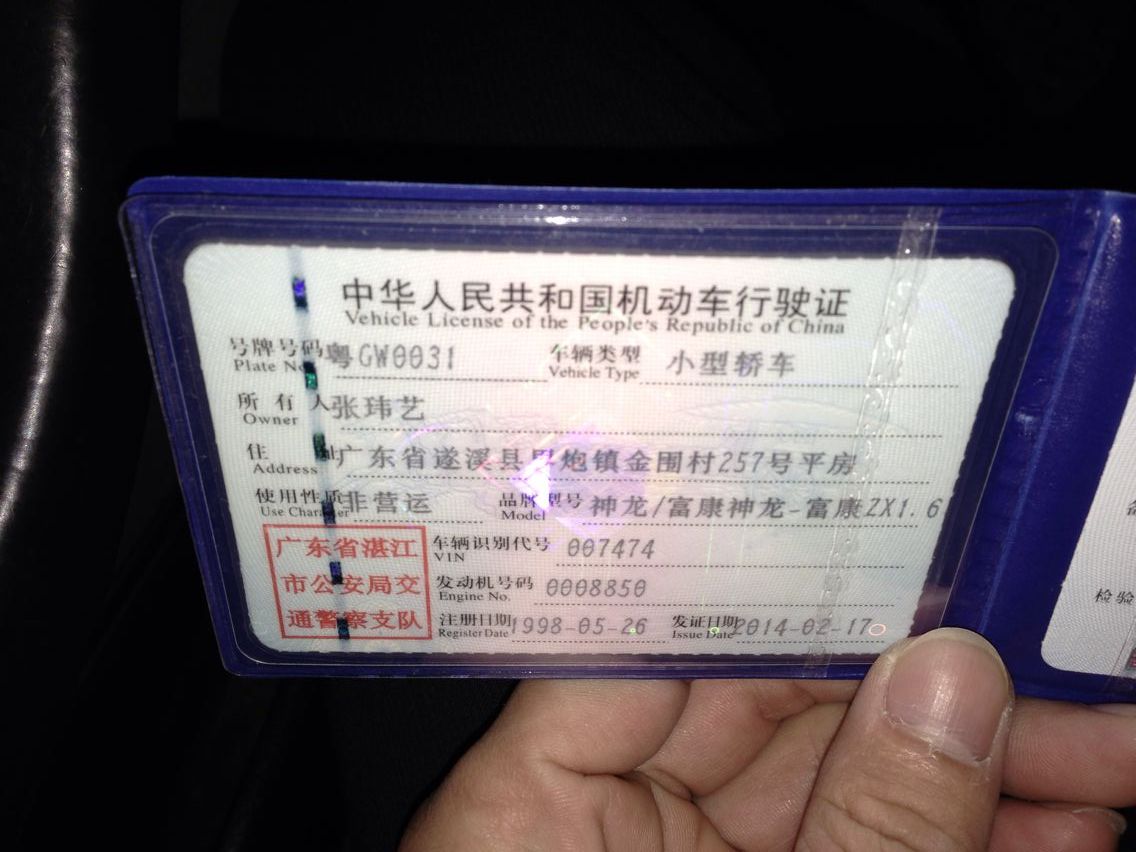 中华人民共和国机动车行驶证
Vehicle License of the People's Republic of China
号牌号码 粤GW0031 车辆类型 小型轿车
Plate No. Vehicle Type
所有人 张玮艺
Owner
住 广东省遂溪县 炮镇金围村257号平房
Address
使用性质 非营运 品牌型号 神龙/富康神龙-富康ZX1.6
Use Character Model
广东省湛江
市公安局交
通警察支队
车辆识别代号 007474
VIN
发动机号码 0008850
Engine No.
注册日期 1998-05-26 发证日期 2014-02-17
Register Date Issue Date
检验